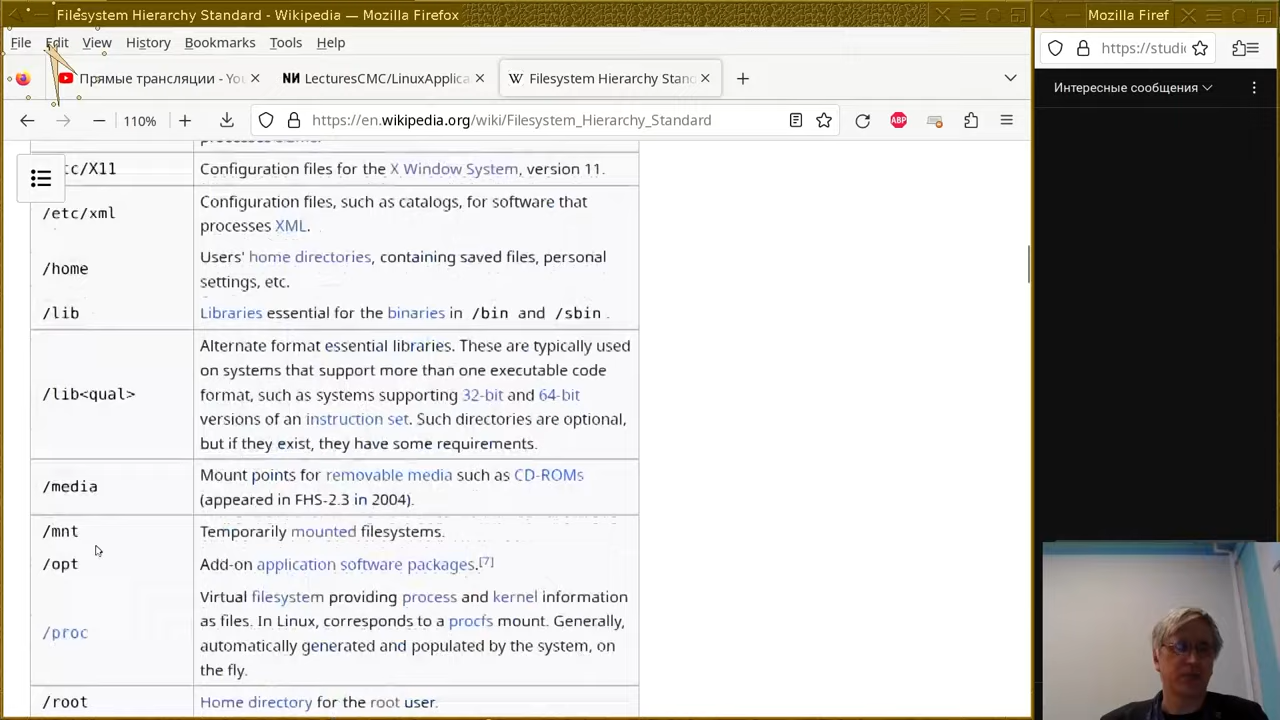 Filesystem Hierarchy Standard - Wikipedia — Mozilla Firefox
Mozilla Firef
File Edit View History Bookmarks Tools Help
https://studi
Прямые трансляции - You
LecturesCMC/LinuxApplica
Filesystem Hierarchy Stand
110%
https://en.wikipedia.org/wiki/Filesystem_Hierarchy_Standard
ABP
Интересные сообщения
tc/X11
Configuration files for the X Window System, version 11.
/etc/xml
Configuration files, such as catalogs, for software that
processes XML.
/home
Users' home directories, containing saved files, personal
settings, etc.
/lib
Libraries essential for the binaries in /bin and /sbin .
/lib<qual>
Alternate format essential libraries. These are typically used
on systems that support more than one executable code
format, such as systems supporting 32-bit and 64-bit
versions of an instruction set. Such directories are optional,
but if they exist, they have some requirements.
/media
Mount points for removable media such as CD-ROMs
(appeared in FHS-2.3 in 2004).
/mnt
Temporarily mounted filesystems.
/opt
Add-on application software packages.[7]
/proc
Virtual filesystem providing process and kernel information
as files. In Linux, corresponds to a procfs mount. Generally,
automatically generated and populated by the system, on
the fly.
/root
Home directory for the root user.